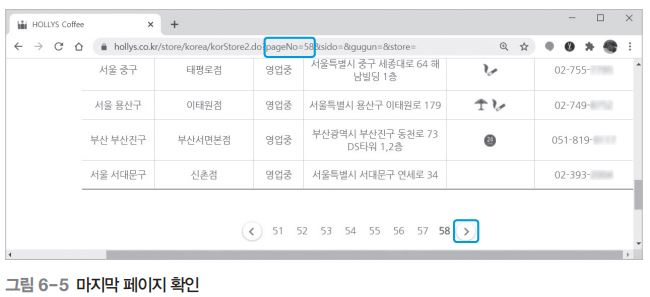 HOLLYS Coffee
hollys.co.kr/store/korea/korStore2.do?pageNo=58&sido=&gugun=&store=
서울 중구 태평로점 영업중 서울특별시 중구 세종대로 64 해남빌딩 1층 02-755-
서울 용산구 이태원점 영업중 서울특별시 용산구 이태원로 179 02-749-
부산 부산진구 부산서면본점 영업중 부산광역시 부산진구 동천로 73 DS타워 1,2층 24 051-819-
서울 서대문구 신촌점 영업중 서울특별시 서대문구 연세로 34 02-393-
51 52 53 54 55 56 57 58
그림 6-5 마지막 페이지 확인